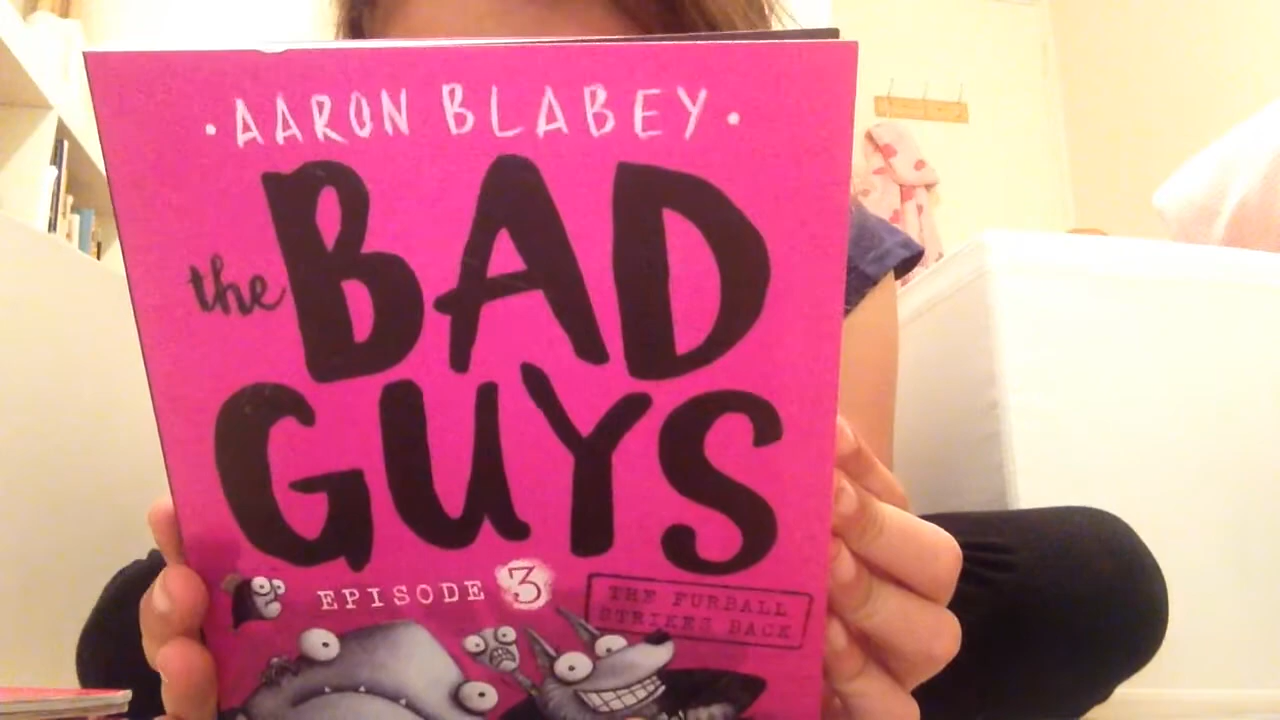 • AARON BLABEY •
the BAD
GUYS
EPISODE 3
THE FURBALL
STRIKES BACK